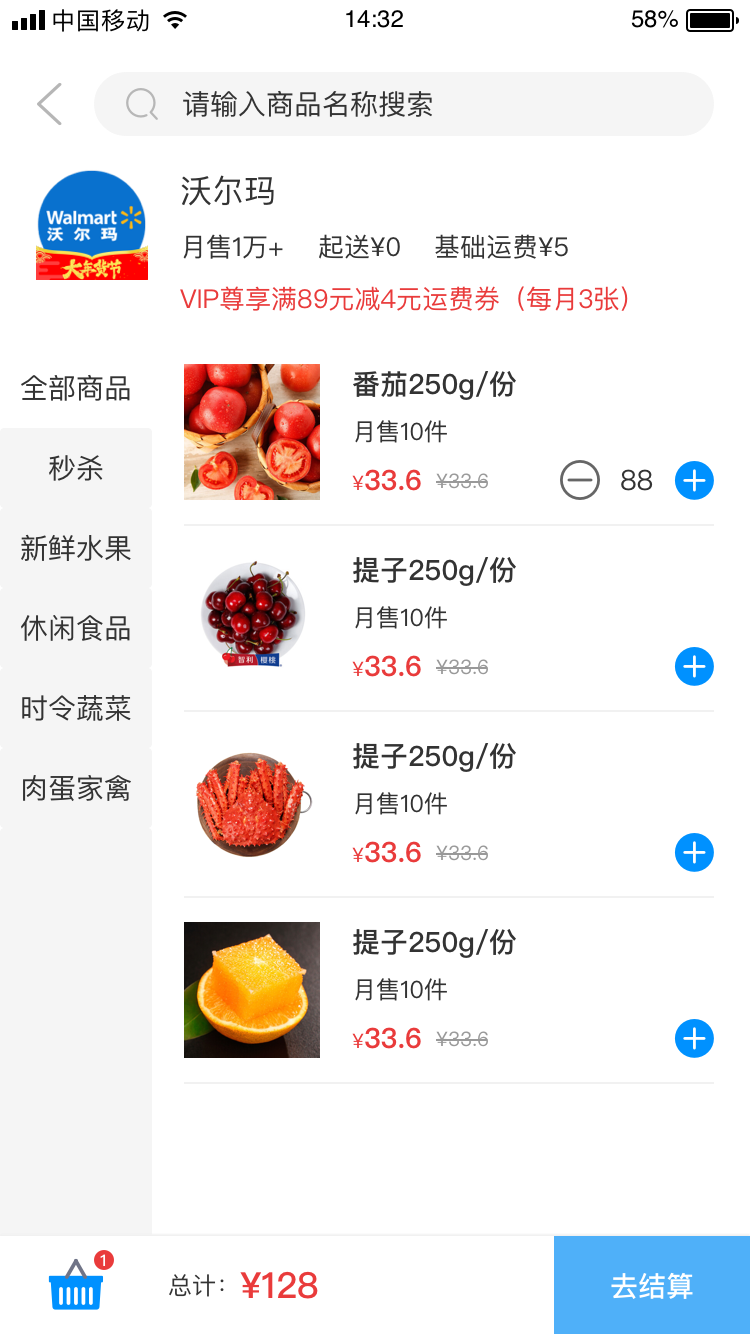 中国移动 14:32 58%
请输入商品名称搜索
Walmart
沃尔玛
大年货节
沃尔玛
月售1万+ 起送¥0 基础运费¥5
VIP尊享满89元减4元运费券（每月3张）
全部商品
秒杀
新鲜水果
休闲食品
时令蔬菜
肉蛋家禽
番茄250g/份
月售10件
¥33.6 ¥33.6 88
提子250g/份
月售10件
¥33.6 ¥33.6
智利 樱桃
提子250g/份
月售10件
¥33.6 ¥33.6
提子250g/份
月售10件
¥33.6 ¥33.6
1
总计：¥128
去结算